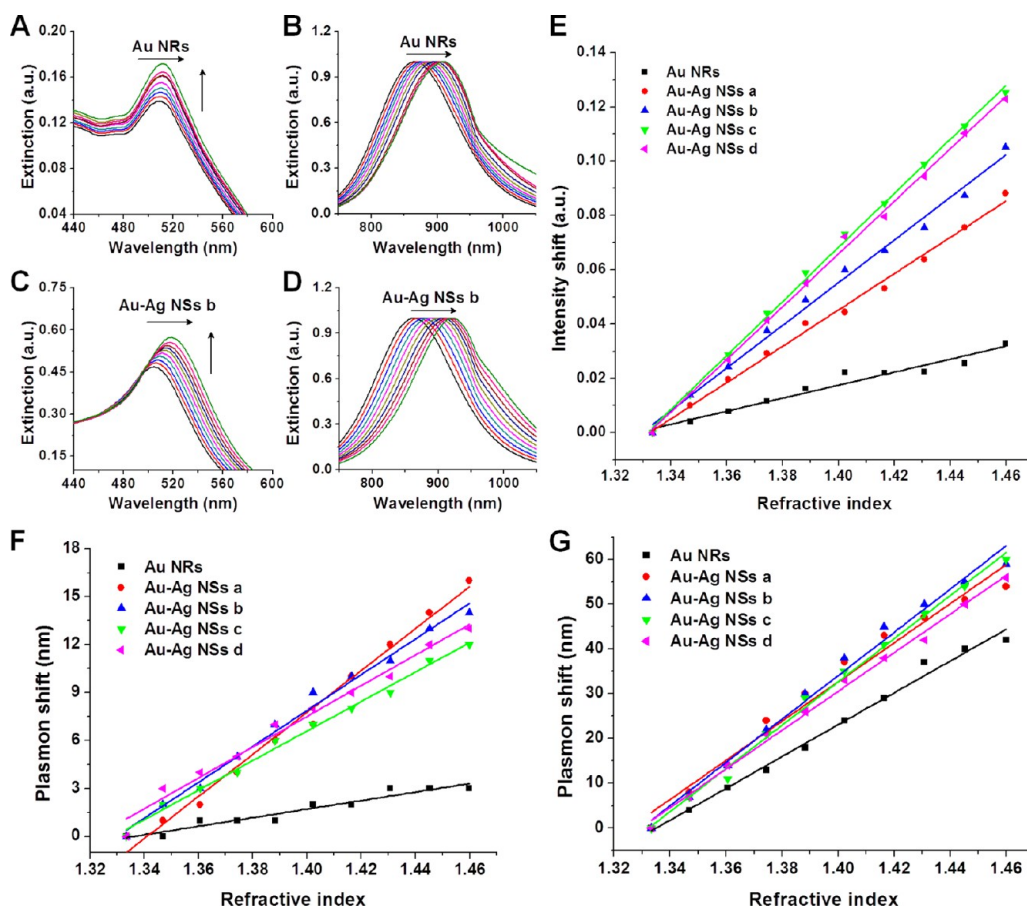 A
Au NRs
Extinction (a.u.)
0.20
0.16
0.12
0.08
0.04
440 480 520 560 600
Wavelength (nm)
B
Au NRs
Extinction (a.u.)
1.2
0.9
0.6
0.3
0.0
800 900 1000
Wavelength (nm)
C
Au-Ag NSs b
Extinction (a.u.)
0.75
0.60
0.45
0.30
0.15
440 480 520 560 600
Wavelength (nm)
D
Au-Ag NSs b
Extinction (a.u.)
1.2
0.9
0.6
0.3
0.0
800 900 1000
Wavelength (nm)
E
Au NRs
Au-Ag NSs a
Au-Ag NSs b
Au-Ag NSs c
Au-Ag NSs d
Intensity shift (a.u.)
0.14
0.12
0.10
0.08
0.06
0.04
0.02
0.00
1.32 1.34 1.36 1.38 1.40 1.42 1.44 1.46
Refractive index
F
Au NRs
Au-Ag NSs a
Au-Ag NSs b
Au-Ag NSs c
Au-Ag NSs d
Plasmon shift (nm)
18
15
12
9
6
3
0
1.32 1.34 1.36 1.38 1.40 1.42 1.44 1.46
Refractive index
G
Au NRs
Au-Ag NSs a
Au-Ag NSs b
Au-Ag NSs c
Au-Ag NSs d
Plasmon shift (nm)
60
50
40
30
20
10
0
1.32 1.34 1.36 1.38 1.40 1.42 1.44 1.46
Refractive index